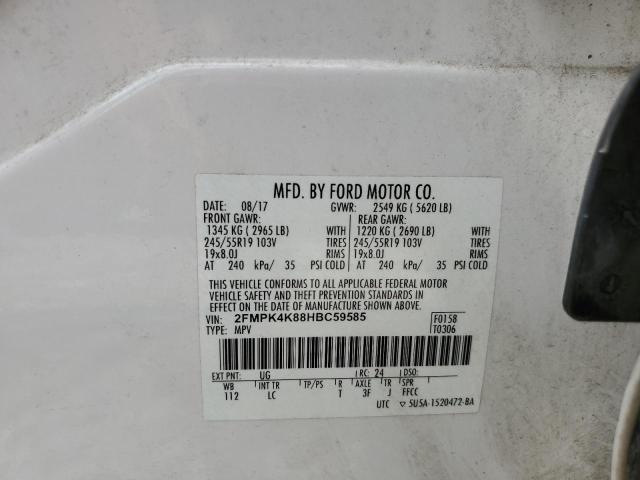 MFD. BY FORD MOTOR CO.
DATE: 08/17 GVWR: 2549 KG ( 5620 LB)
FRONT GAWR: REAR GAWR:
1345 KG ( 2965 LB) WITH 1220 KG ( 2690 LB) WITH
245/55R19 103V TIRES 245/55R19 103V TIRES
19x8.0J RIMS 19x8.0J RIMS
AT 240 kPa/ 35 PSI COLD AT 240 kPa/ 35 PSI COLD
THIS VEHICLE CONFORMS TO ALL APPLICABLE FEDERAL MOTOR
VEHICLE SAFETY AND THEFT PREVENTION STANDARDS IN
EFFECT ON THE DATE OF MANUFACTURE SHOWN ABOVE.
VIN: 2FMPK4K88HBC59585 F0158
TYPE: MPV T0306
EXT PNT: UG RC: 24 DSO:
WB INT TR TP/PS R AXLE TR SPR
112 LC T 3F J FFCC
UTC ▽ 5U5A-1520472-BA